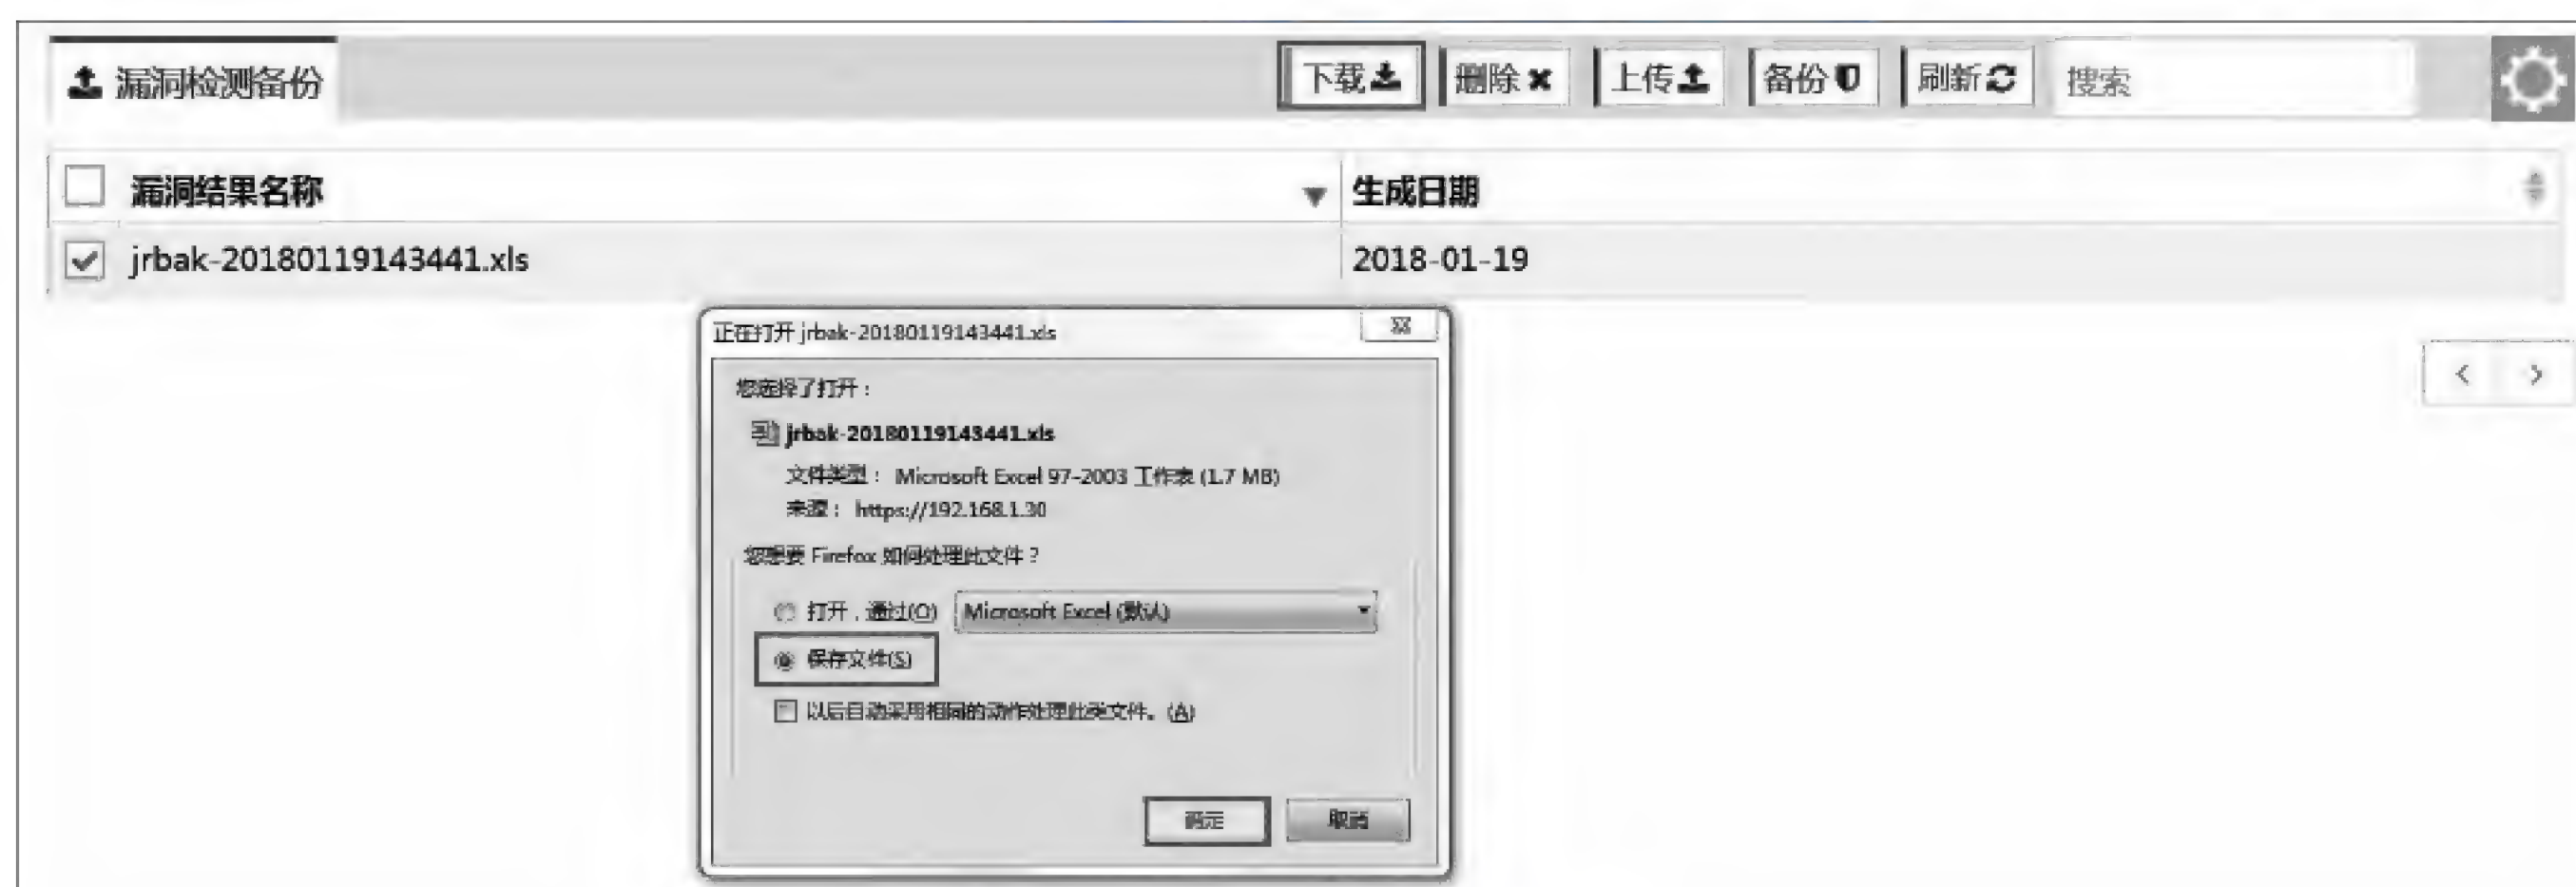 漏洞检测备份 下载 删除 上传 备份 刷新 搜索
漏洞结果名称 生成日期
jrbak-20180119143441.xls 2018-01-19
正在打开 jrbak-20180119143441.xls
您选择了打开：
jrbak-20180119143441.xls
文件类型： Microsoft Excel 97-2003 工作表 (1.7 MB)
来源： https://192.168.1.30
您想要 Firefox 如何处理此文件？
打开，通过(O) Microsoft Excel (默认)
保存文件(S)
以后自动采用相同的动作处理此类文件。(A)
确定 取消